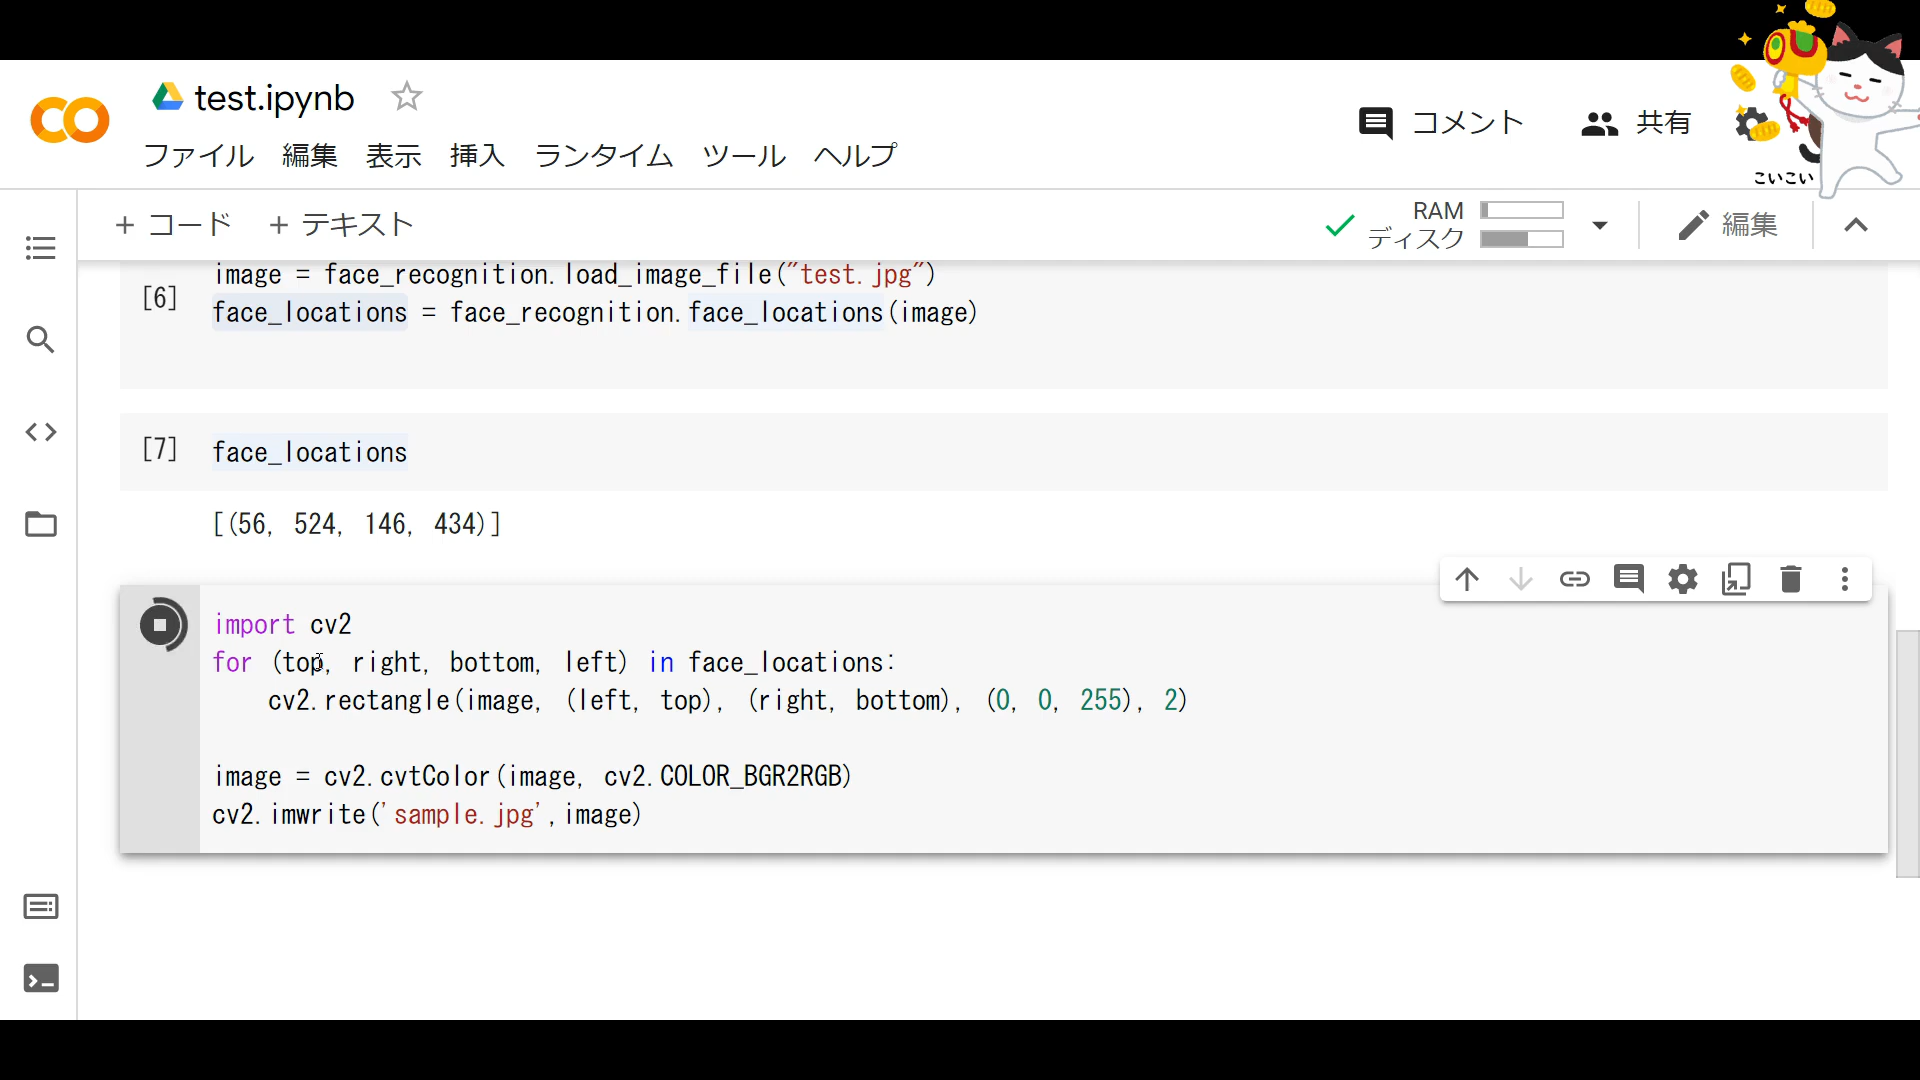 test.ipynb
ファイル 編集 表示 挿入 ランタイム ツール ヘルプ
コメント 共有
こいこい
+ コード + テキスト
RAM
ディスク
編集
image = face_recognition.load_image_file("test.jpg")
[6]
face_locations = face_recognition.face_locations(image)
[7] face_locations
[(56, 524, 146, 434)]
import cv2
for (top, right, bottom, left) in face_locations:
cv2.rectangle(image, (left, top), (right, bottom), (0, 0, 255), 2)
image = cv2.cvtColor(image, cv2.COLOR_BGR2RGB)
cv2.imwrite('sample.jpg',image)